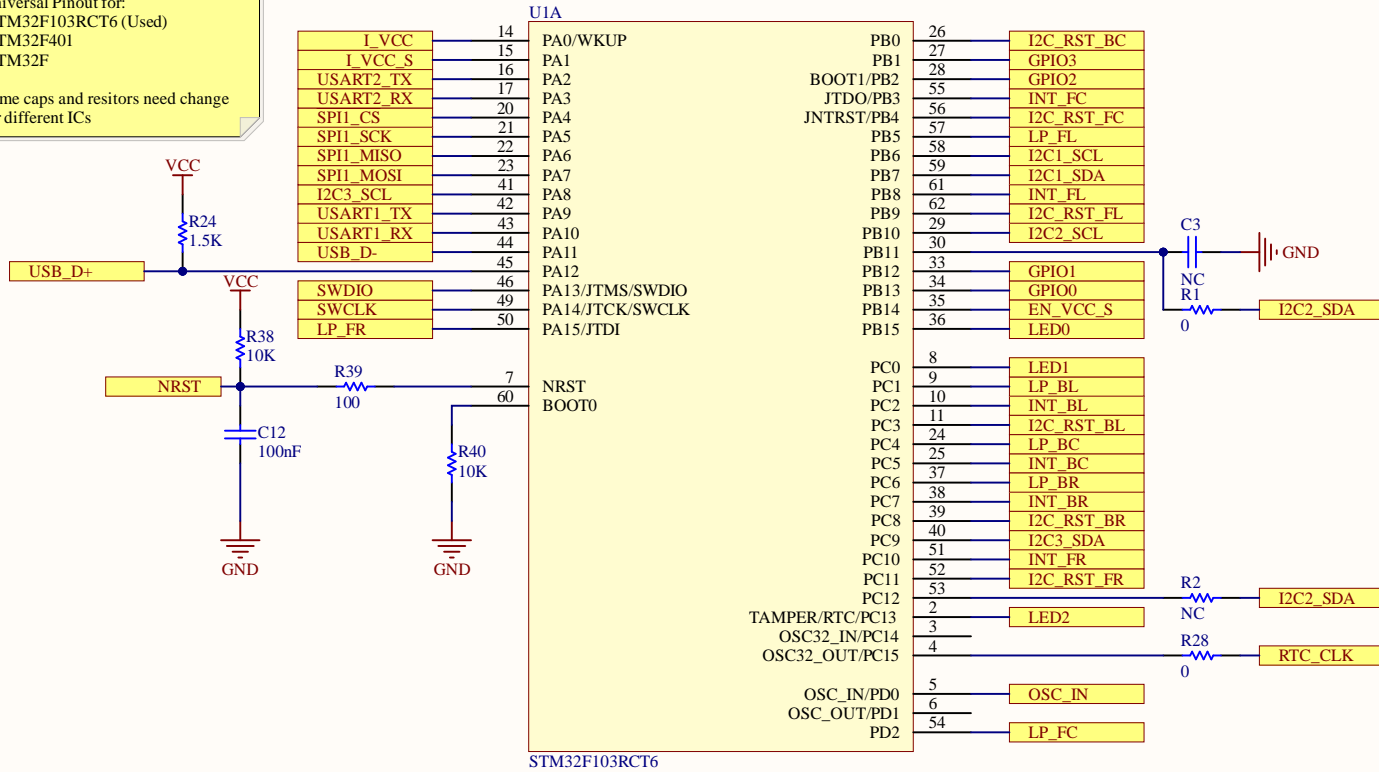 TM32F103RCT6 (Used)
TM32F401
TM32F
me caps and resitors need change
different ICs
U1A
I_VCC 14 PA0/WKUP PB0 26 I2C_RST_BC
I_VCC_S 15 PA1 PB1 27 GPIO3
USART2_TX 16 PA2 BOOT1/PB2 28 GPIO2
USART2_RX 17 PA3 JTDO/PB3 55 INT_FC
SPI1_CS 20 PA4 JNTRST/PB4 56 I2C_RST_FC
SPI1_SCK 21 PA5 PB5 57 LP_FL
SPI1_MISO 22 PA6 PB6 58 I2C1_SCL
SPI1_MOSI 23 PA7 PB7 59 I2C1_SDA
I2C3_SCL 41 PA8 PB8 61 INT_FL
USART1_TX 42 PA9 PB9 62 I2C_RST_FL
USART1_RX 43 PA10 PB10 29 I2C2_SCL
USB_D- 44 PA11 PB11 30
USB_D+ 45 PA12 PB12 33 GPIO1
SWDIO 46 PA13/JTMS/SWDIO PB13 34 GPIO0
SWCLK 49 PA14/JTCK/SWCLK PB14 35 EN_VCC_S
LP_FR 50 PA15/JTDI PB15 36 LED0
VCC
R24
1.5K
VCC
R38
10K
C3
NC
GND
R1
0
I2C2_SDA
PC0 8 LED1
NRST R39 100 7 NRST PC1 9 LP_BL
60 BOOT0 PC2 10 INT_BL
PC3 11 I2C_RST_BL
PC4 24 LP_BC
PC5 25 INT_BC
PC6 37 LP_BR
PC7 38 INT_BR
PC8 39 I2C_RST_BR
PC9 40 I2C3_SDA
PC10 51 INT_FR
PC11 52 I2C_RST_FR
PC12 53 R2 NC I2C2_SDA
TAMPER/RTC/PC13 2 LED2
OSC32_IN/PC14 3
OSC32_OUT/PC15 4 R28 0 RTC_CLK
OSC_IN/PD0 5 OSC_IN
OSC_OUT/PD1 6
PD2 54 LP_FC
C12
100nF
R40
10K
GND
GND
STM32F103RCT6